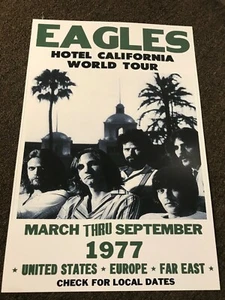 EAGLES
HOTEL CALIFORNIA
WORLD TOUR
MARCH THRU SEPTEMBER
1977
★ UNITED STATES ★ EUROPE ★ FAR EAST ★
CHECK FOR LOCAL DATES